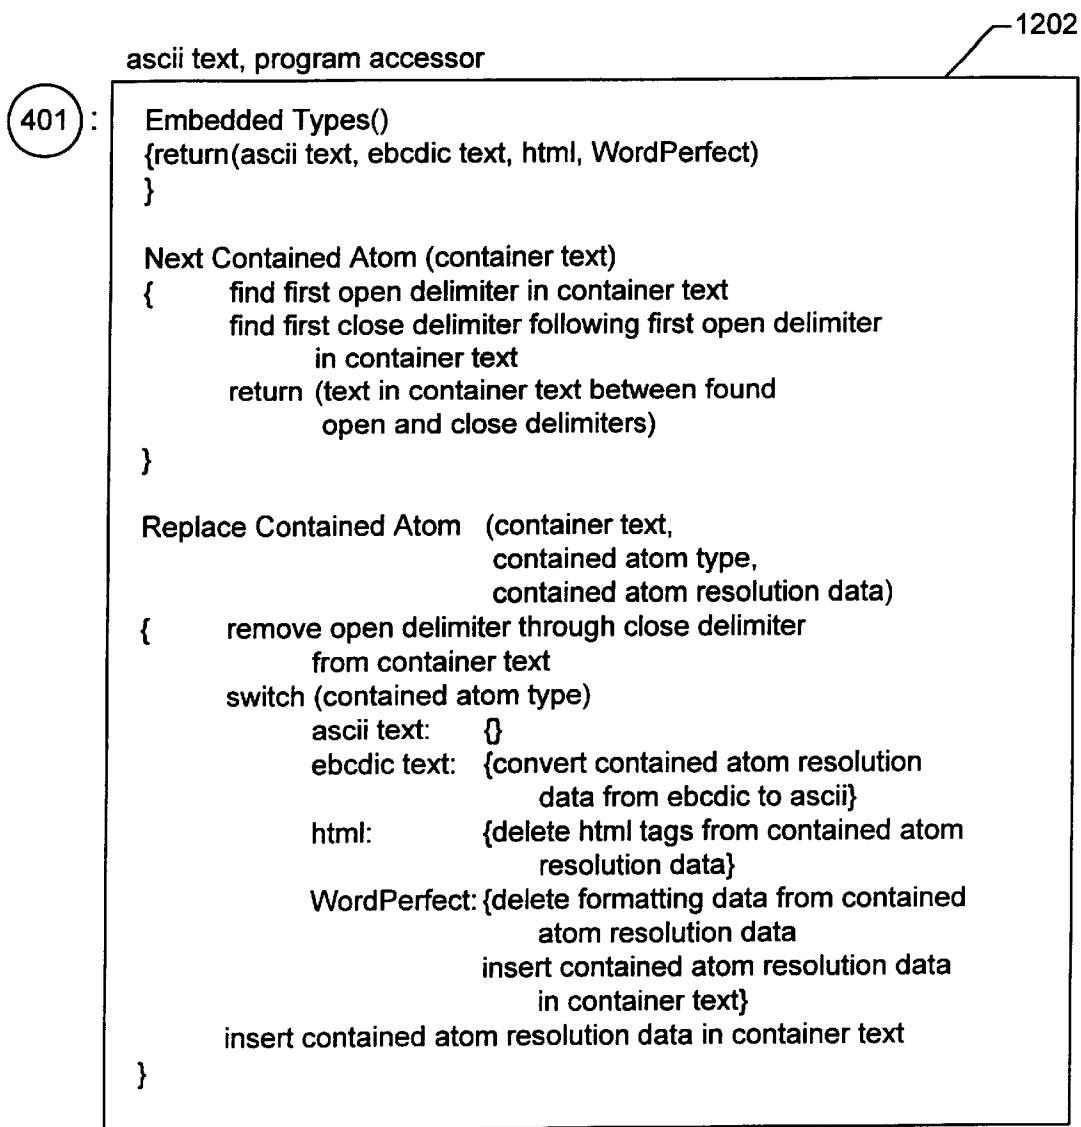 1202
ascii text, program accessor
401 :
Embedded Types()
{return(ascii text, ebcdic text, html, WordPerfect)
}
Next Contained Atom (container text)
{ find first open delimiter in container text
find first close delimiter following first open delimiter
in container text
return (text in container text between found
open and close delimiters)
}
Replace Contained Atom (container text,
contained atom type,
contained atom resolution data)
{ remove open delimiter through close delimiter
from container text
switch (contained atom type)
ascii text: {}
ebcdic text: {convert contained atom resolution
data from ebcdic to ascii}
html: {delete html tags from contained atom
resolution data}
WordPerfect: {delete formatting data from contained
atom resolution data
insert contained atom resolution data
in container text}
insert contained atom resolution data in container text
}